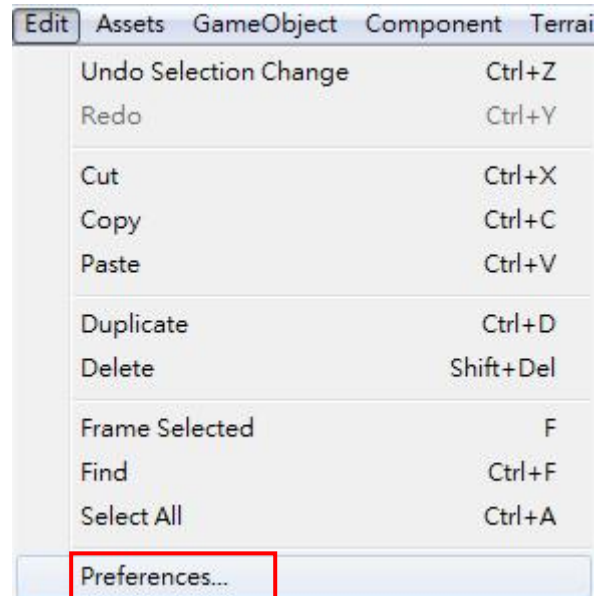 Edit Assets GameObject Component Terrai
Undo Selection Change Ctrl+Z
Redo Ctrl+Y
Cut Ctrl+X
Copy Ctrl+C
Paste Ctrl+V
Duplicate Ctrl+D
Delete Shift+Del
Frame Selected F
Find Ctrl+F
Select All Ctrl+A
Preferences...